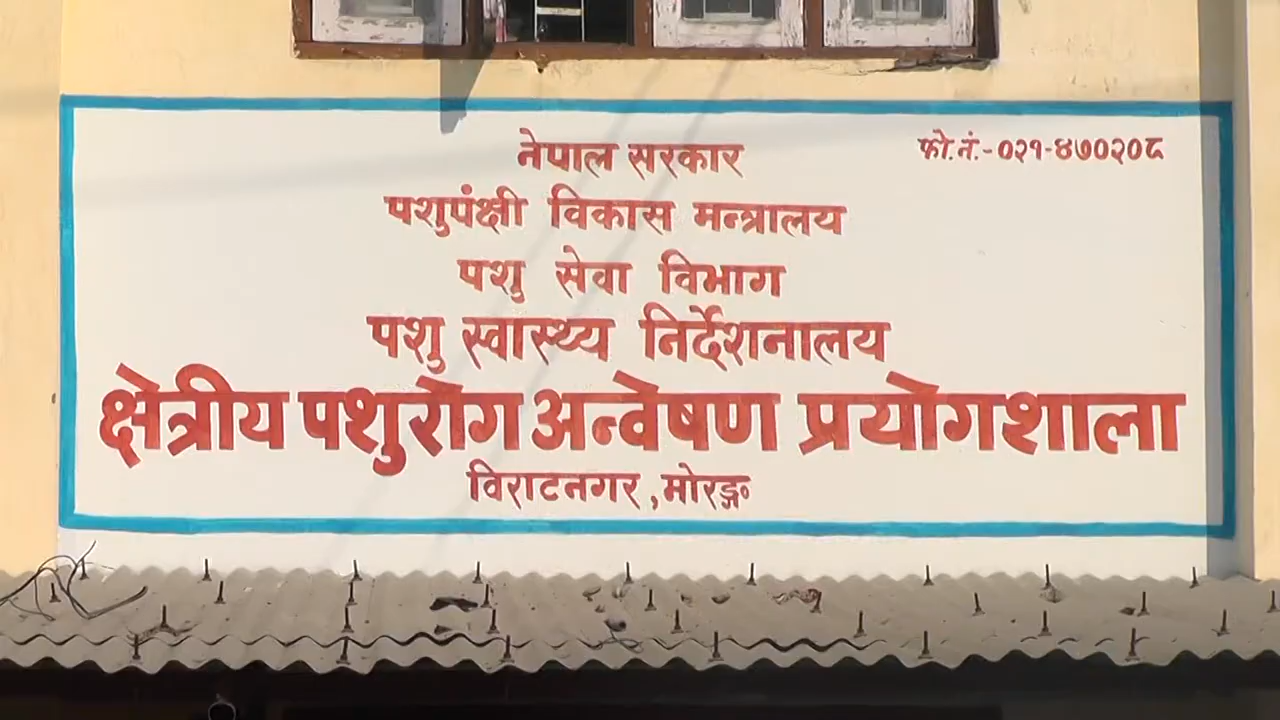 नेपाल सरकार
फो.नं.-०२१-४७०२०८
पशुपंक्षी विकास मन्त्रालय
पशु सेवा विभाग
पशु स्वास्थ्य निर्देशनालय
क्षेत्रीय पशुरोग अन्वेषण प्रयोगशाला
विराटनगर, मोरङ्ग